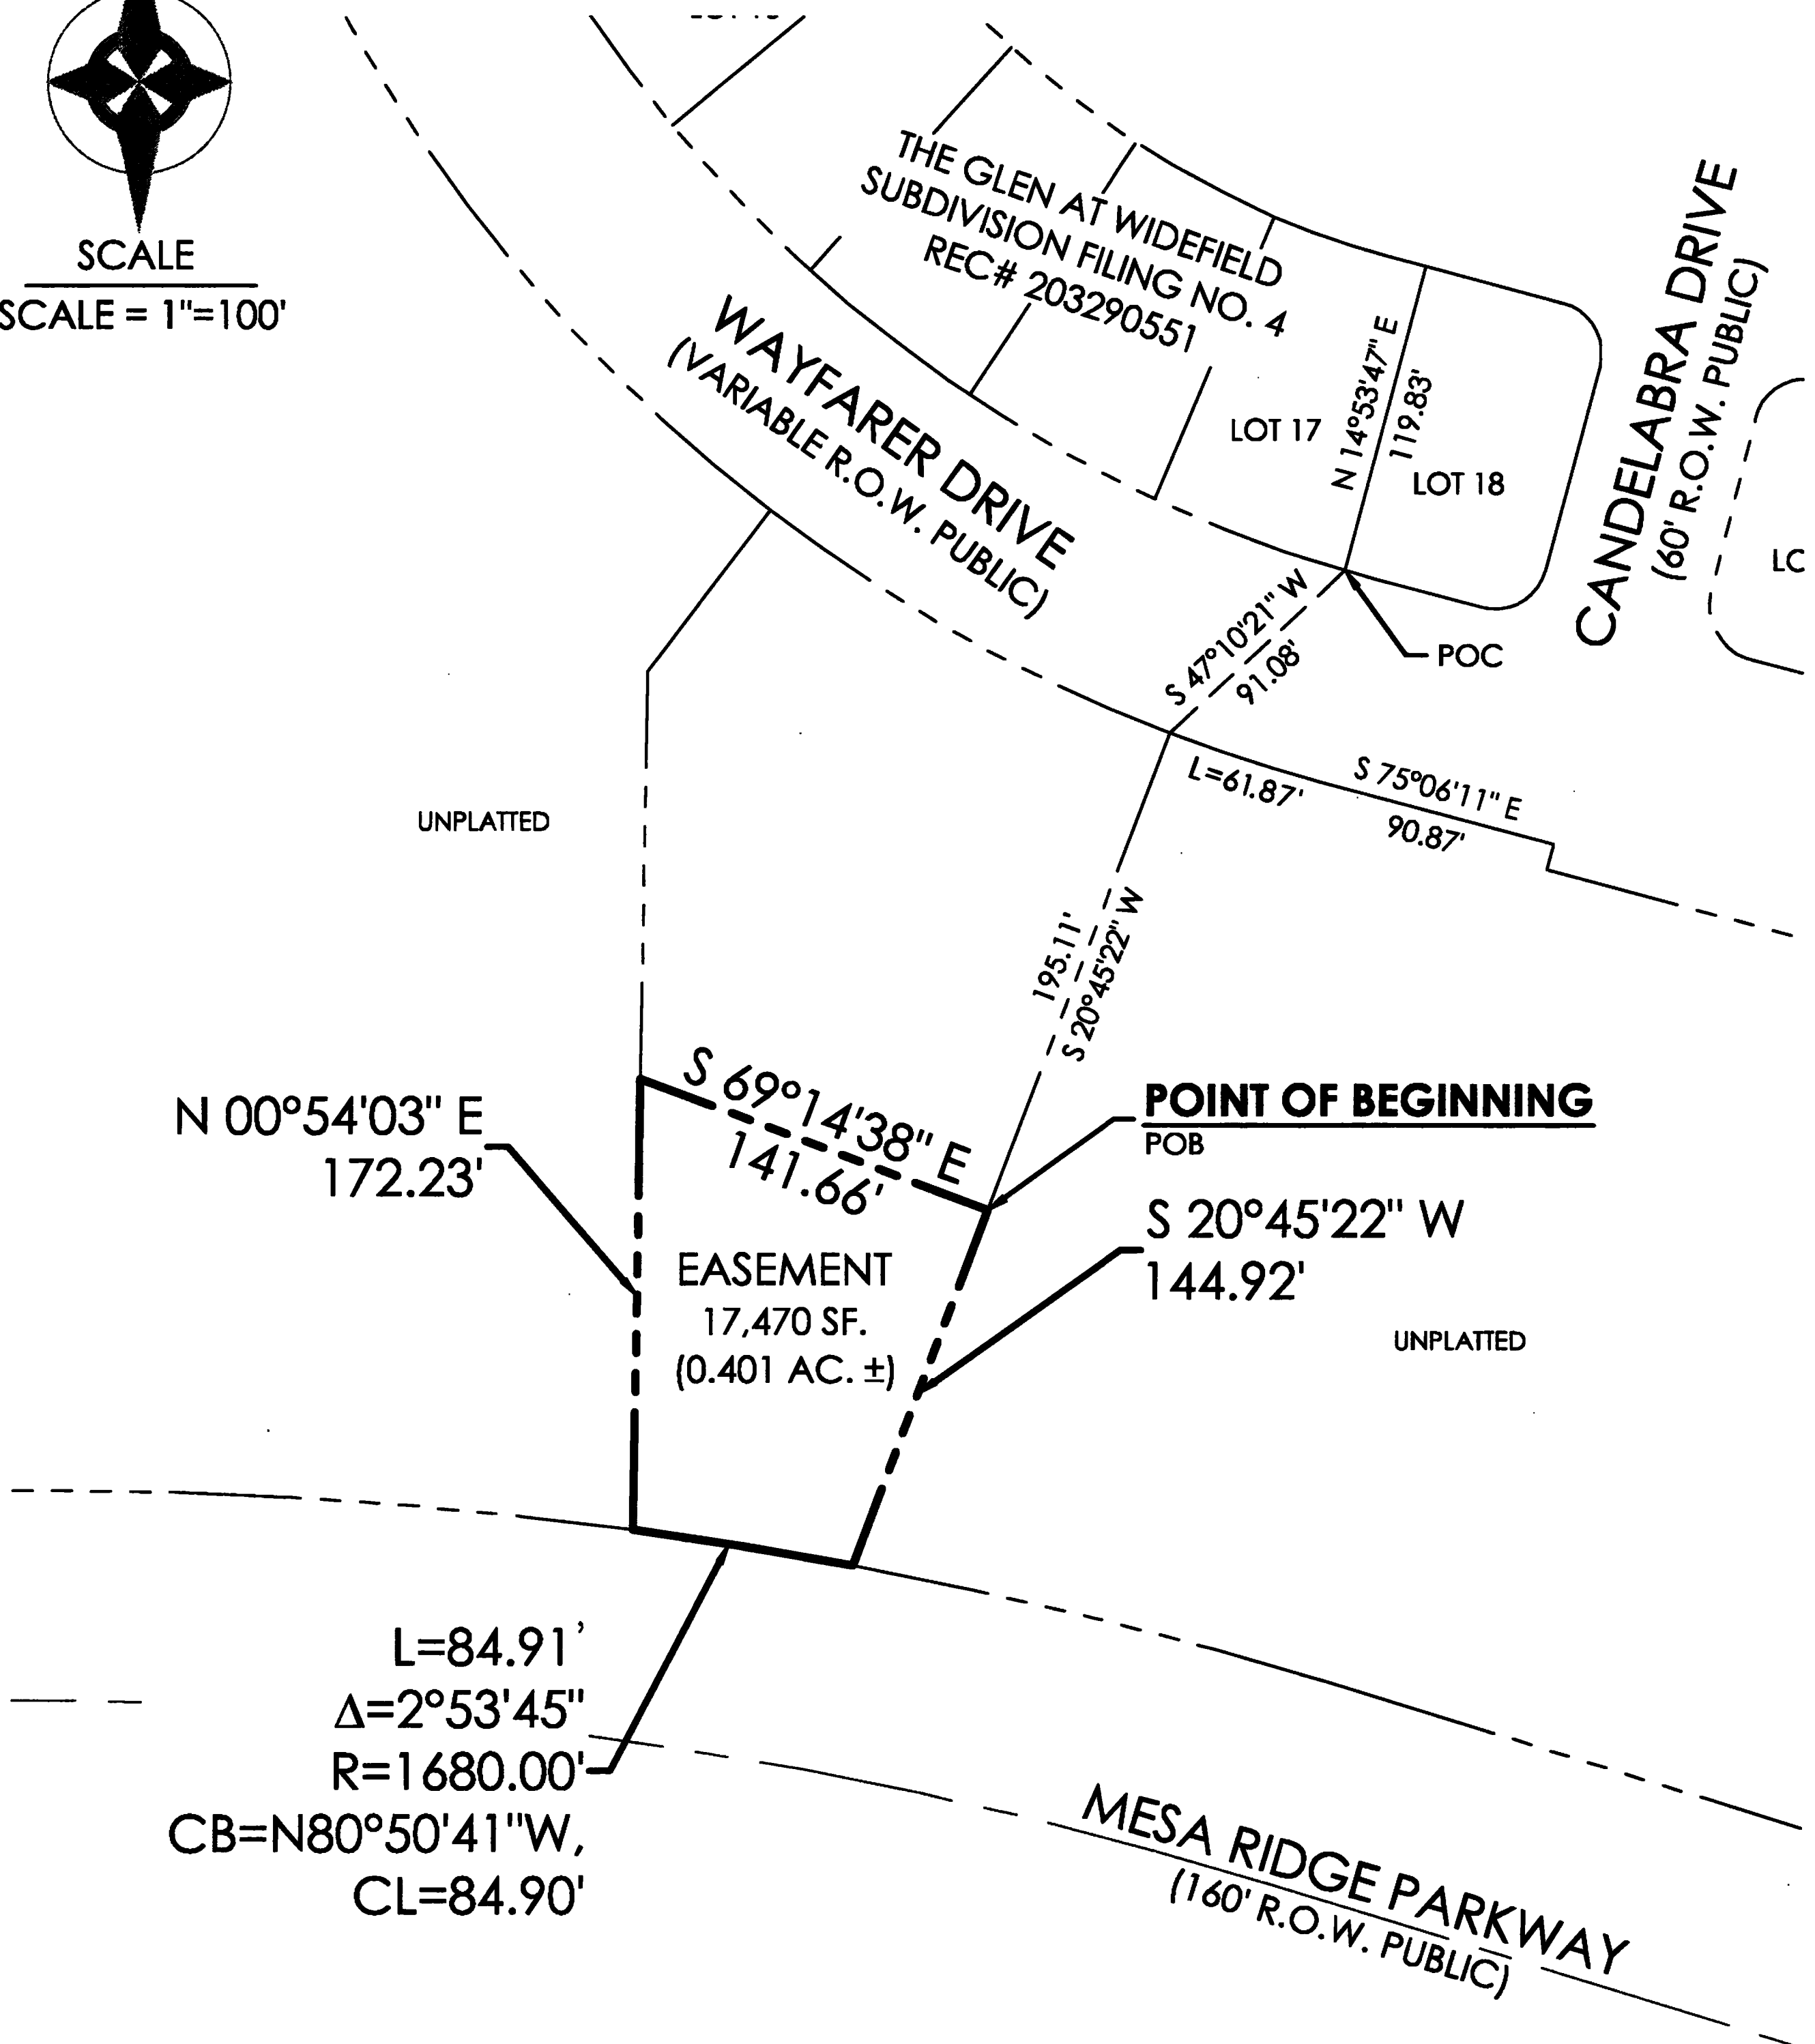 SCALE
SCALE = 1"=100'
THE GLEN AT WIDEFIELD
SUBDIVISION FILING NO. 4
REC# 203290551
WAYFARER DRIVE
(VARIABLE R.O.W. PUBLIC)
LOT 17
N 14°53'47" E
119.83'
LOT 18
CANDELABRA DRIVE
(60' R.O.W. PUBLIC)
S 47°10'21" W
91.08'
POC
L=61.87'
S 75°06'11" E
90.87'
UNPLATTED
195.11'
S 20°45'22" W
S 69°14'38" E
141.66'
N 00°54'03" E
172.23'
POINT OF BEGINNING
POB
S 20°45'22" W
144.92'
EASEMENT
17,470 SF.
(0.401 AC. ±)
UNPLATTED
L=84.91'
Δ=2°53'45"
R=1680.00'
CB=N80°50'41"W,
CL=84.90'
MESA RIDGE PARKWAY
(160' R.O.W. PUBLIC)